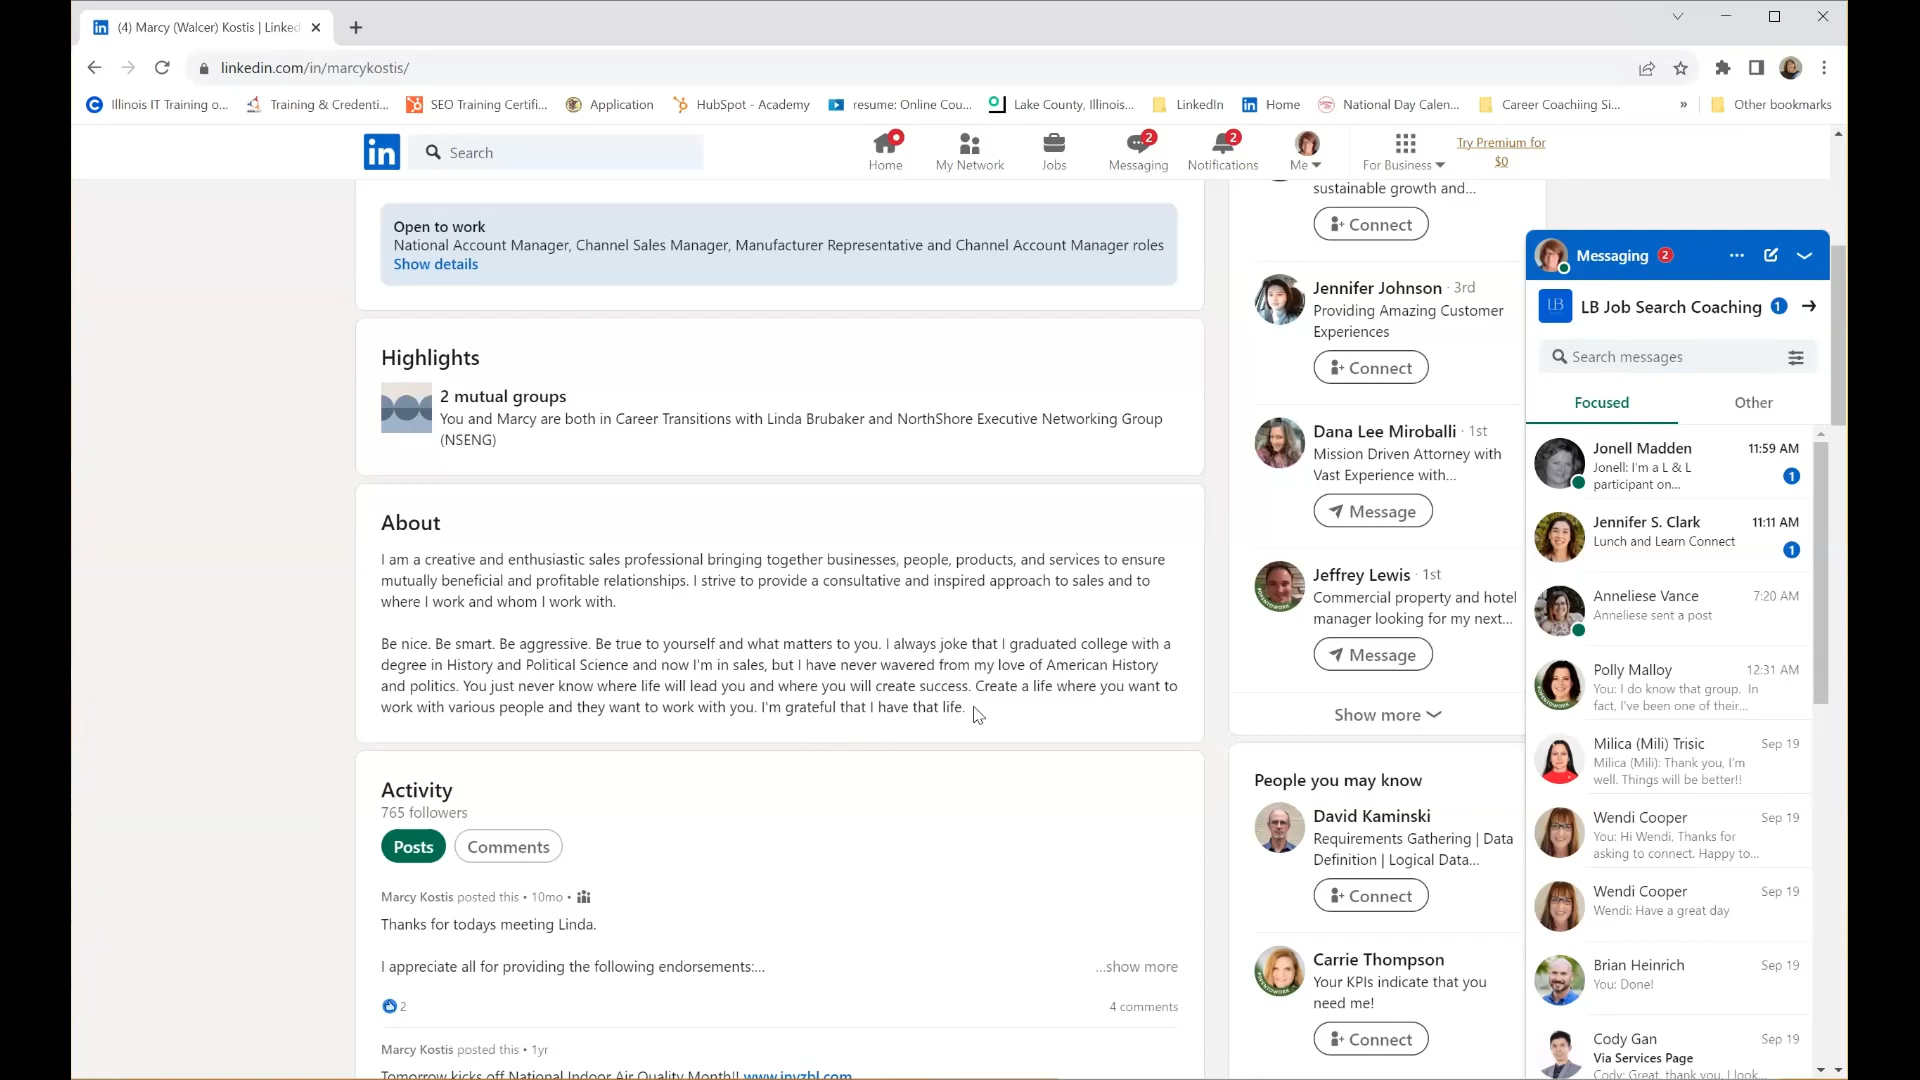 (4) Marcy (Walcer) Kostis | Linked
linkedin.com/in/marcykostis/
Illinois IT Training o...
Training & Credenti...
SEO Training Certifi...
Application
HubSpot - Academy
resume: Online Cou...
Lake County, Illinois...
LinkedIn
Home
National Day Calen...
Career Coachiing Si...
»
Other bookmarks
in
Search
Home
My Network
Jobs
2
Messaging
2
Notifications
Me
For Business
Try Premium for
$0
Open to work
National Account Manager, Channel Sales Manager, Manufacturer Representative and Channel Account Manager roles
Show details
Highlights
2 mutual groups
You and Marcy are both in Career Transitions with Linda Brubaker and NorthShore Executive Networking Group
(NSENG)
About
I am a creative and enthusiastic sales professional bringing together businesses, people, products, and services to ensure
mutually beneficial and profitable relationships. I strive to provide a consultative and inspired approach to sales and to
where I work and whom I work with.
Be nice. Be smart. Be aggressive. Be true to yourself and what matters to you. I always joke that I graduated college with a
degree in History and Political Science and now I'm in sales, but I have never wavered from my love of American History
and politics. You just never know where life will lead you and where you will create success. Create a life where you want to
work with various people and they want to work with you. I'm grateful that I have that life.
Activity
765 followers
Posts
Comments
Marcy Kostis posted this • 10mo •
Thanks for todays meeting Linda.
I appreciate all for providing the following endorsements:...
...show more
2
4 comments
Marcy Kostis posted this • 1yr
Tomorrow kicks off National Indoor Air Quality Month!! www.invzbl.com
sustainable growth and...
Connect
Jennifer Johnson · 3rd
Providing Amazing Customer
Experiences
Connect
Dana Lee Miroballi · 1st
Mission Driven Attorney with
Vast Experience with...
Message
Jeffrey Lewis · 1st
Commercial property and hotel
manager looking for my next...
Message
Show more
People you may know
David Kaminski
Requirements Gathering | Data
Definition | Logical Data...
Connect
Carrie Thompson
Your KPIs indicate that you
need me!
Connect
Messaging 2
LB
LB Job Search Coaching 1
Search messages
Focused
Other
Jonell Madden 11:59 AM
Jonell: I'm a L & L
participant on...
1
Jennifer S. Clark 11:11 AM
Lunch and Learn Connect
1
Anneliese Vance 7:20 AM
Anneliese sent a post
Polly Malloy 12:31 AM
You: I do know that group. In
fact, I've been one of their...
Milica (Mili) Trisic Sep 19
Milica (Mili): Thank you, I'm
well. Things will be better!!
Wendi Cooper Sep 19
You: Hi Wendi, Thanks for
asking to connect. Happy to...
Wendi Cooper Sep 19
Wendi: Have a great day
Brian Heinrich Sep 19
You: Done!
Cody Gan Sep 19
Via Services Page
Cody: Great, thank you, I look...